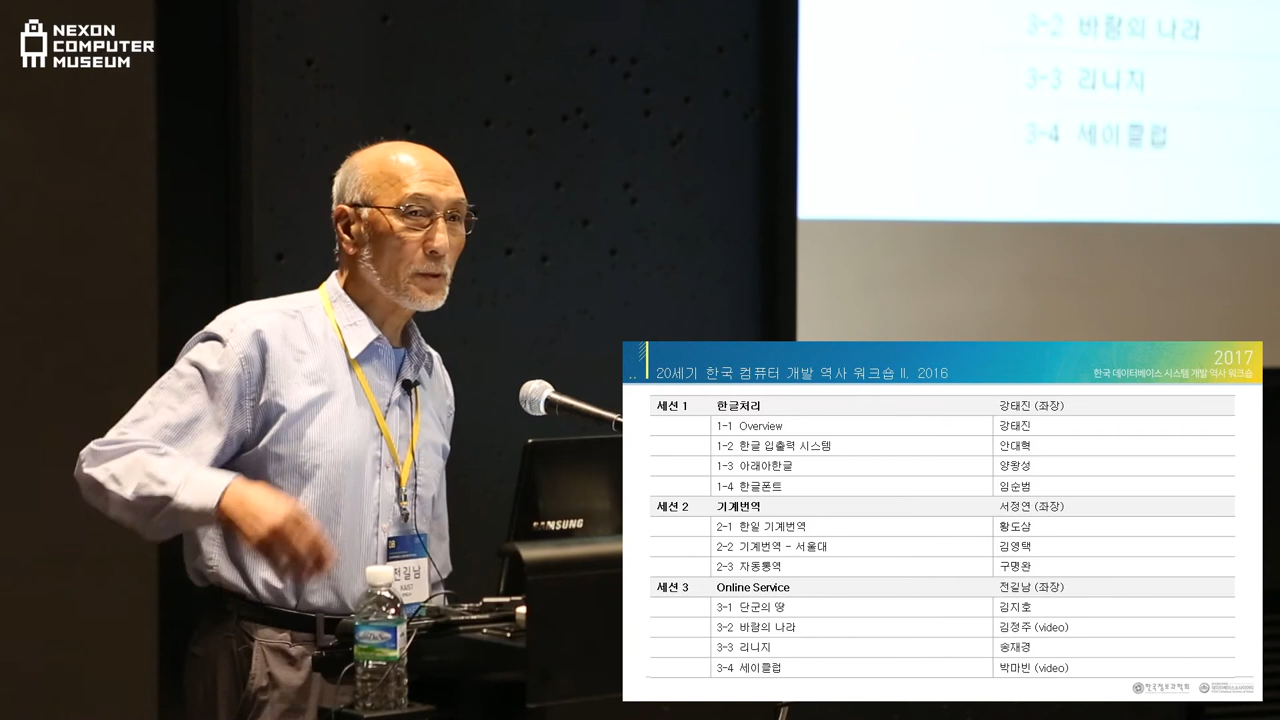 NEXON
COMPUTER
MUSEUM
3-2 바람의 나라
3-3 리니지
3-4 세이클럽
SAMSUNG
전길남
KAIST
2017
20세기 한국 컴퓨터 개발 역사 워크숍 II, 2016
한국 데이터베이스 시스템 개발 역사 워크숍
세션 1 한글처리 강태진 (좌장)
1-1 Overview 강태진
1-2 한글 입출력 시스템 안대혁
1-3 아래아한글 양왕성
1-4 한글폰트 임순범
세션 2 기계번역 서정연 (좌장)
2-1 한일 기계번역 황도삼
2-2 기계번역 - 서울대 김영택
2-3 자동통역 구명완
세션 3 Online Service 전길남 (좌장)
3-1 단군의 땅 김지호
3-2 바람의 나라 김정주 (video)
3-3 리니지 송재경
3-4 세이클럽 박마빈 (video)
한국정보과학회